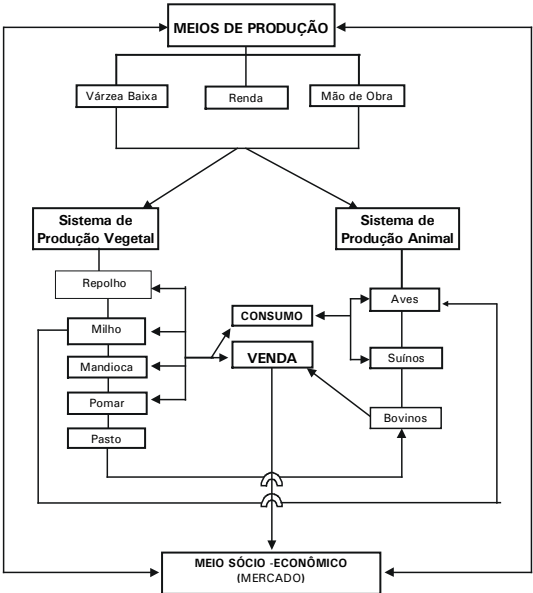 MEIOS DE PRODUÇÃO
Várzea Baixa
Renda
Mão de Obra
Sistema de
Produção Vegetal
Sistema de
Produção Animal
Repolho
Milho
Mandioca
Pomar
Pasto
CONSUMO
VENDA
Aves
Suínos
Bovinos
MEIO SÓCIO -ECONÔMICO
(MERCADO)